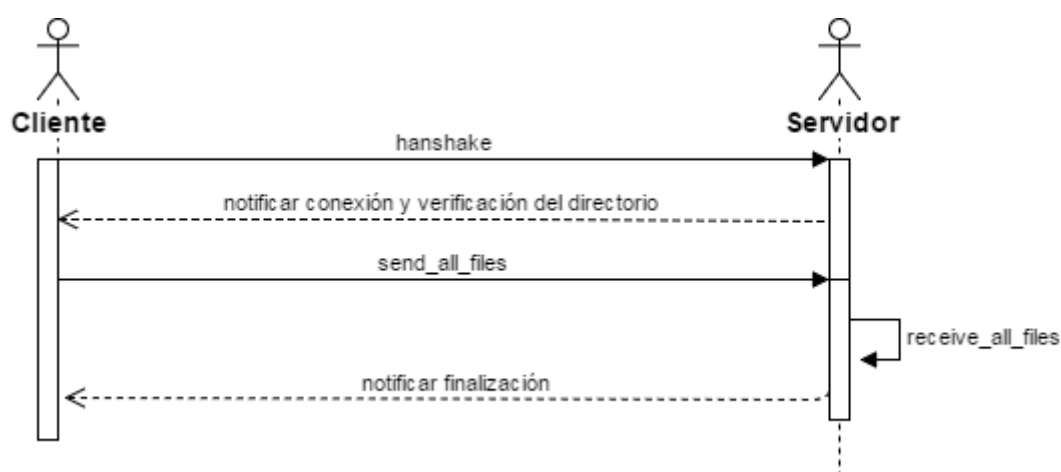 Cliente
Servidor
hanshake
notificar conexión y verificación del directorio
send_all_files
receive_all_files
notificar finalización